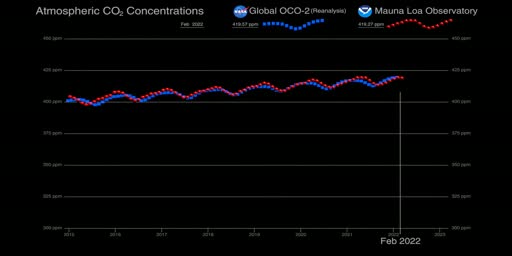 Atmospheric CO₂ Concentrations
Feb 2022
NASA
Global OCO-2 (Reanalysis)
419.57 ppm
Mauna Loa Observatory
419.27 ppm
450 ppm 450 ppm
425 ppm 425 ppm
400 ppm 400 ppm
375 ppm 375 ppm
350 ppm 350 ppm
325 ppm 325 ppm
300 ppm 300 ppm
2015 2016 2017 2018 2019 2020 2021 2022 2023
Feb 2022